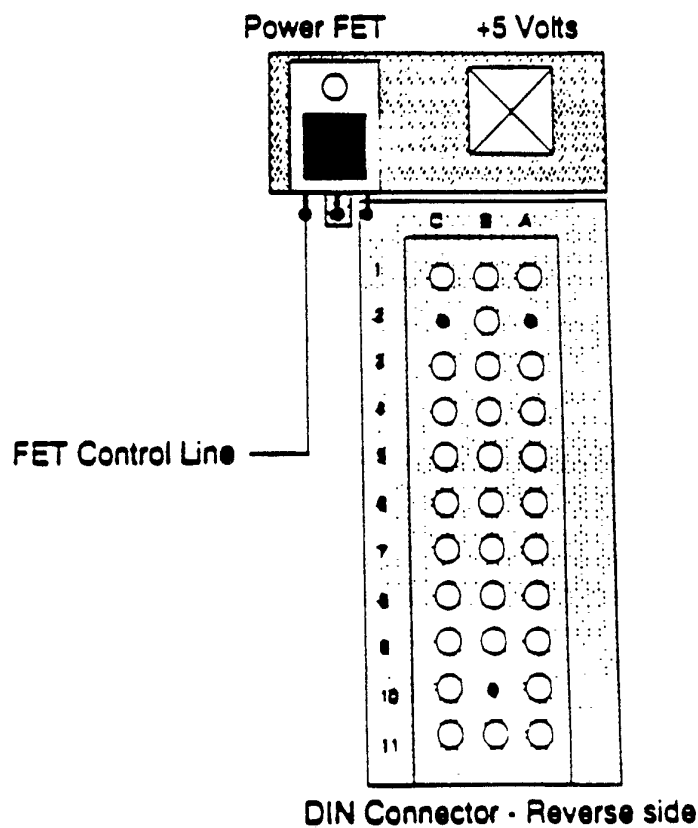 Power FET
+5 Volts
C B A
1
2
3
4
5
6
7
8
9
10
11
FET Control Line
DIN Connector - Reverse side